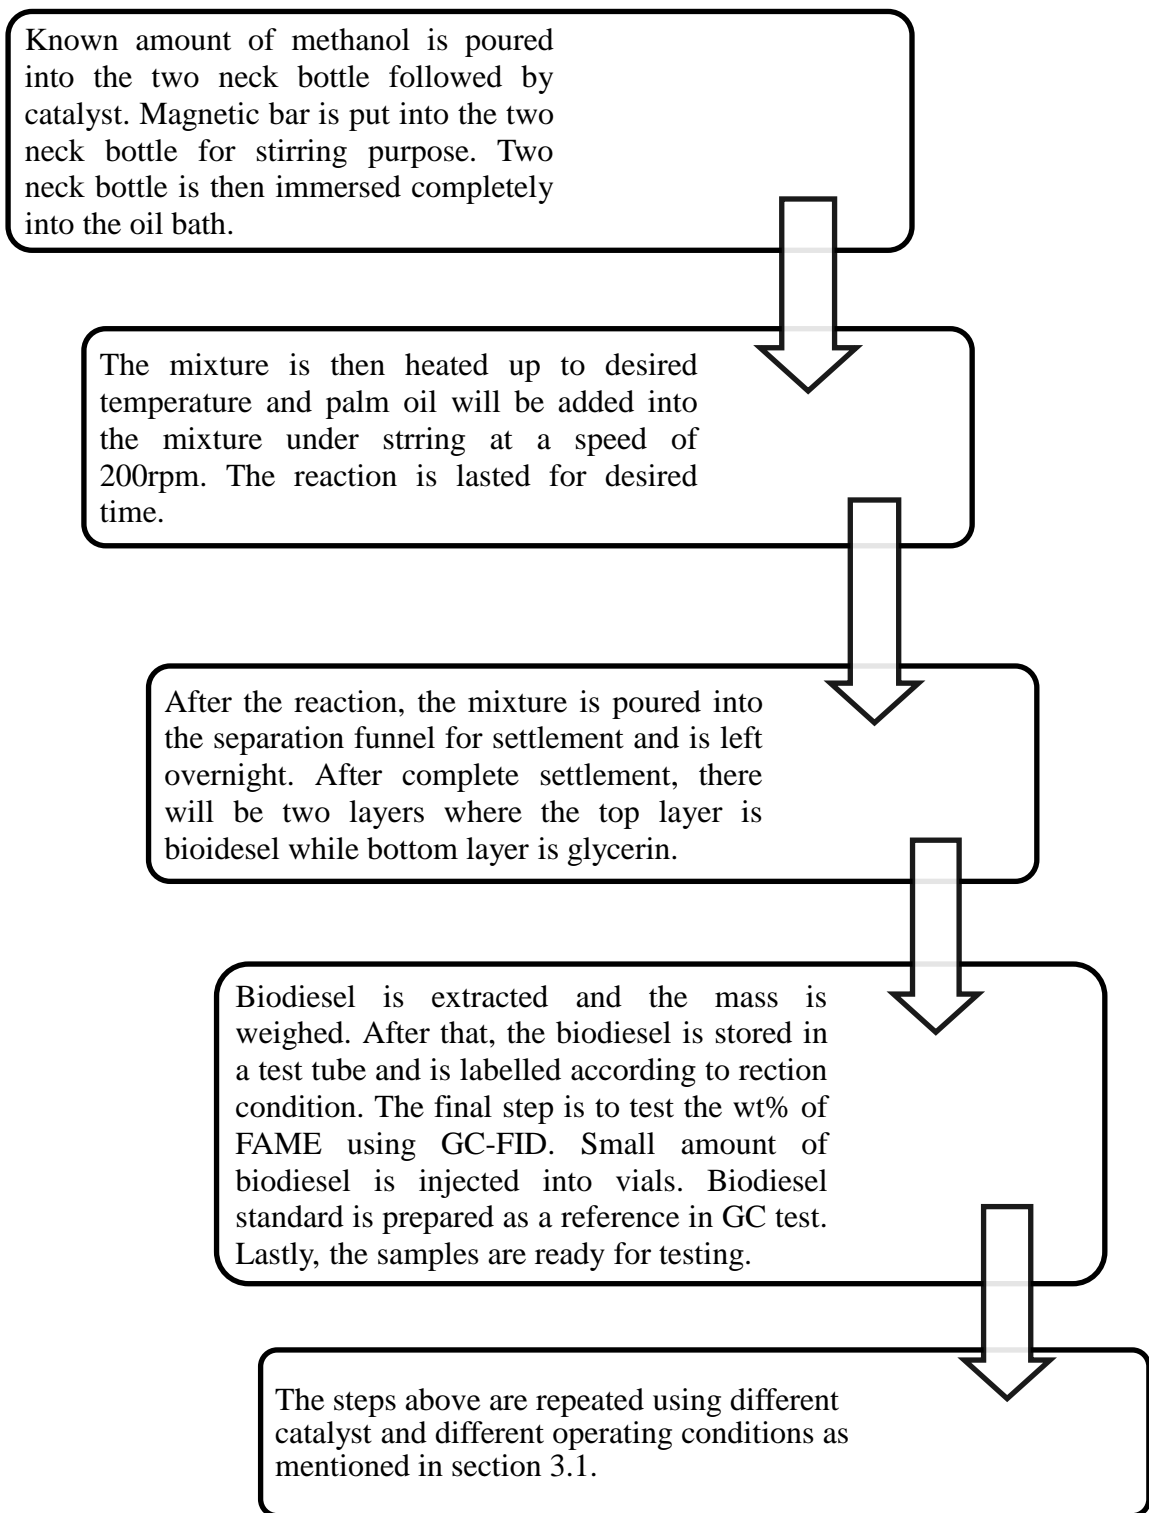 Known amount of methanol is poured
into the two neck bottle followed by
catalyst. Magnetic bar is put into the two
neck bottle for stirring purpose. Two
neck bottle is then immersed completely
into the oil bath.
The mixture is then heated up to desired
temperature and palm oil will be added into
the mixture under strring at a speed of
200rpm. The reaction is lasted for desired
time.
After the reaction, the mixture is poured into
the separation funnel for settlement and is left
overnight. After complete settlement, there
will be two layers where the top layer is
bioidesel while bottom layer is glycerin.
Biodiesel is extracted and the mass is
weighed. After that, the biodiesel is stored in
a test tube and is labelled according to rection
condition. The final step is to test the wt% of
FAME using GC-FID. Small amount of
biodiesel is injected into vials. Biodiesel
standard is prepared as a reference in GC test.
Lastly, the samples are ready for testing.
The steps above are repeated using different
catalyst and different operating conditions as
mentioned in section 3.1.